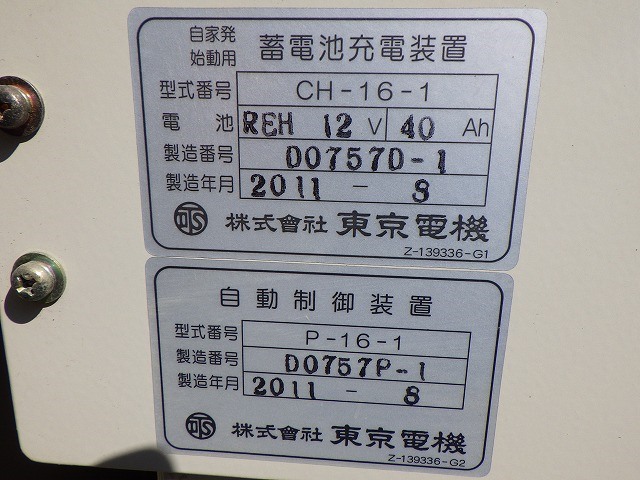 自家発
始動用 蓄電池充電装置
型式番号 CH-16-1
電池 REH 12 V 40 Ah
製造番号 D0757D-1
製造年月 2011 - 8
株式會社 東京電機
Z-139336-G1
自動制御装置
型式番号 P-16-1
製造番号 D0757P-1
製造年月 2011 - 8
株式會社 東京電機
Z-139336-G2